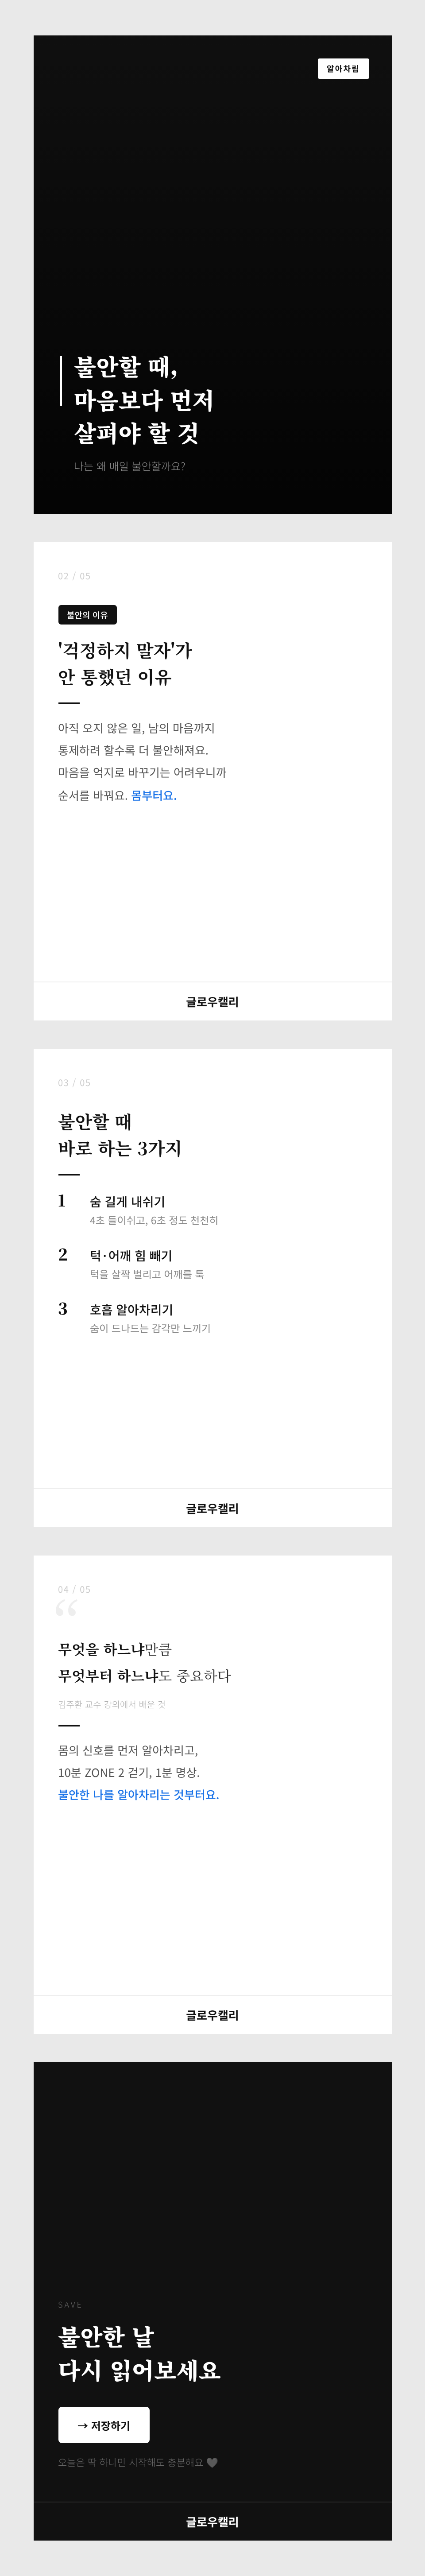 알아차림
불안할 때,
마음보다 먼저
살펴야 할 것
나는 왜 매일 불안할까요?
02 / 05
불안의 이유
'걱정하지 말자'가
안 통했던 이유
아직 오지 않은 일, 남의 마음까지
통제하려 할수록 더 불안해져요.
마음을 억지로 바꾸기는 어려우니까
순서를 바꿔요. 몸부터요.
글로우캘리
03 / 05
불안할 때
바로 하는 3가지
1 숨 길게 내쉬기
4초 들이쉬고, 6초 정도 천천히
2 턱·어깨 힘 빼기
턱을 살짝 벌리고 어깨를 툭
3 호흡 알아차리기
숨이 드나드는 감각만 느끼기
글로우캘리
04 / 05
“
무엇을 하느냐만큼
무엇부터 하느냐도 중요하다
김주환 교수 강의에서 배운 것
몸의 신호를 먼저 알아차리고,
10분 ZONE 2 걷기, 1분 명상.
불안한 나를 알아차리는 것부터요.
글로우캘리
SAVE
불안한 날
다시 읽어보세요
→ 저장하기
오늘은 딱 하나만 시작해도 충분해요 🖤
글로우캘리